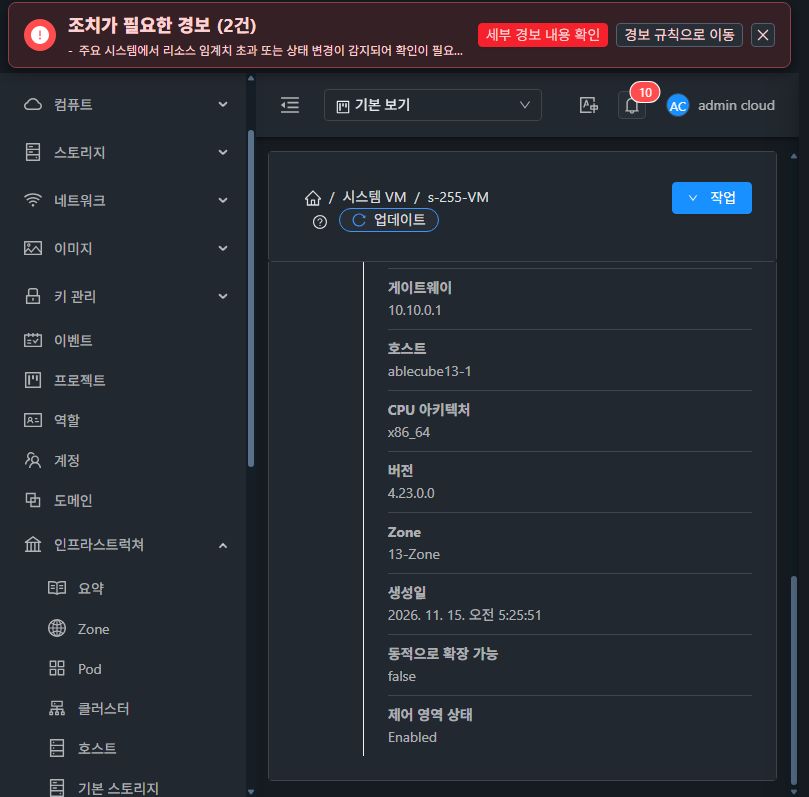 조치가 필요한 경보 (2건)
- 주요 시스템에서 리소스 임계치 초과 또는 상태 변경이 감지되어 확인이 필요...
세부 경보 내용 확인
경보 규칙으로 이동
컴퓨트
스토리지
네트워크
이미지
키 관리
이벤트
프로젝트
역할
계정
도메인
인프라스트럭쳐
요약
Zone
Pod
클러스터
호스트
기본 스토리지
기본 보기
10
AC admin cloud
/ 시스템 VM / s-255-VM
업데이트
작업
게이트웨이
10.10.0.1
호스트
ablecube13-1
CPU 아키텍처
x86_64
버전
4.23.0.0
Zone
13-Zone
생성일
2026. 11. 15. 오전 5:25:51
동적으로 확장 가능
false
제어 영역 상태
Enabled